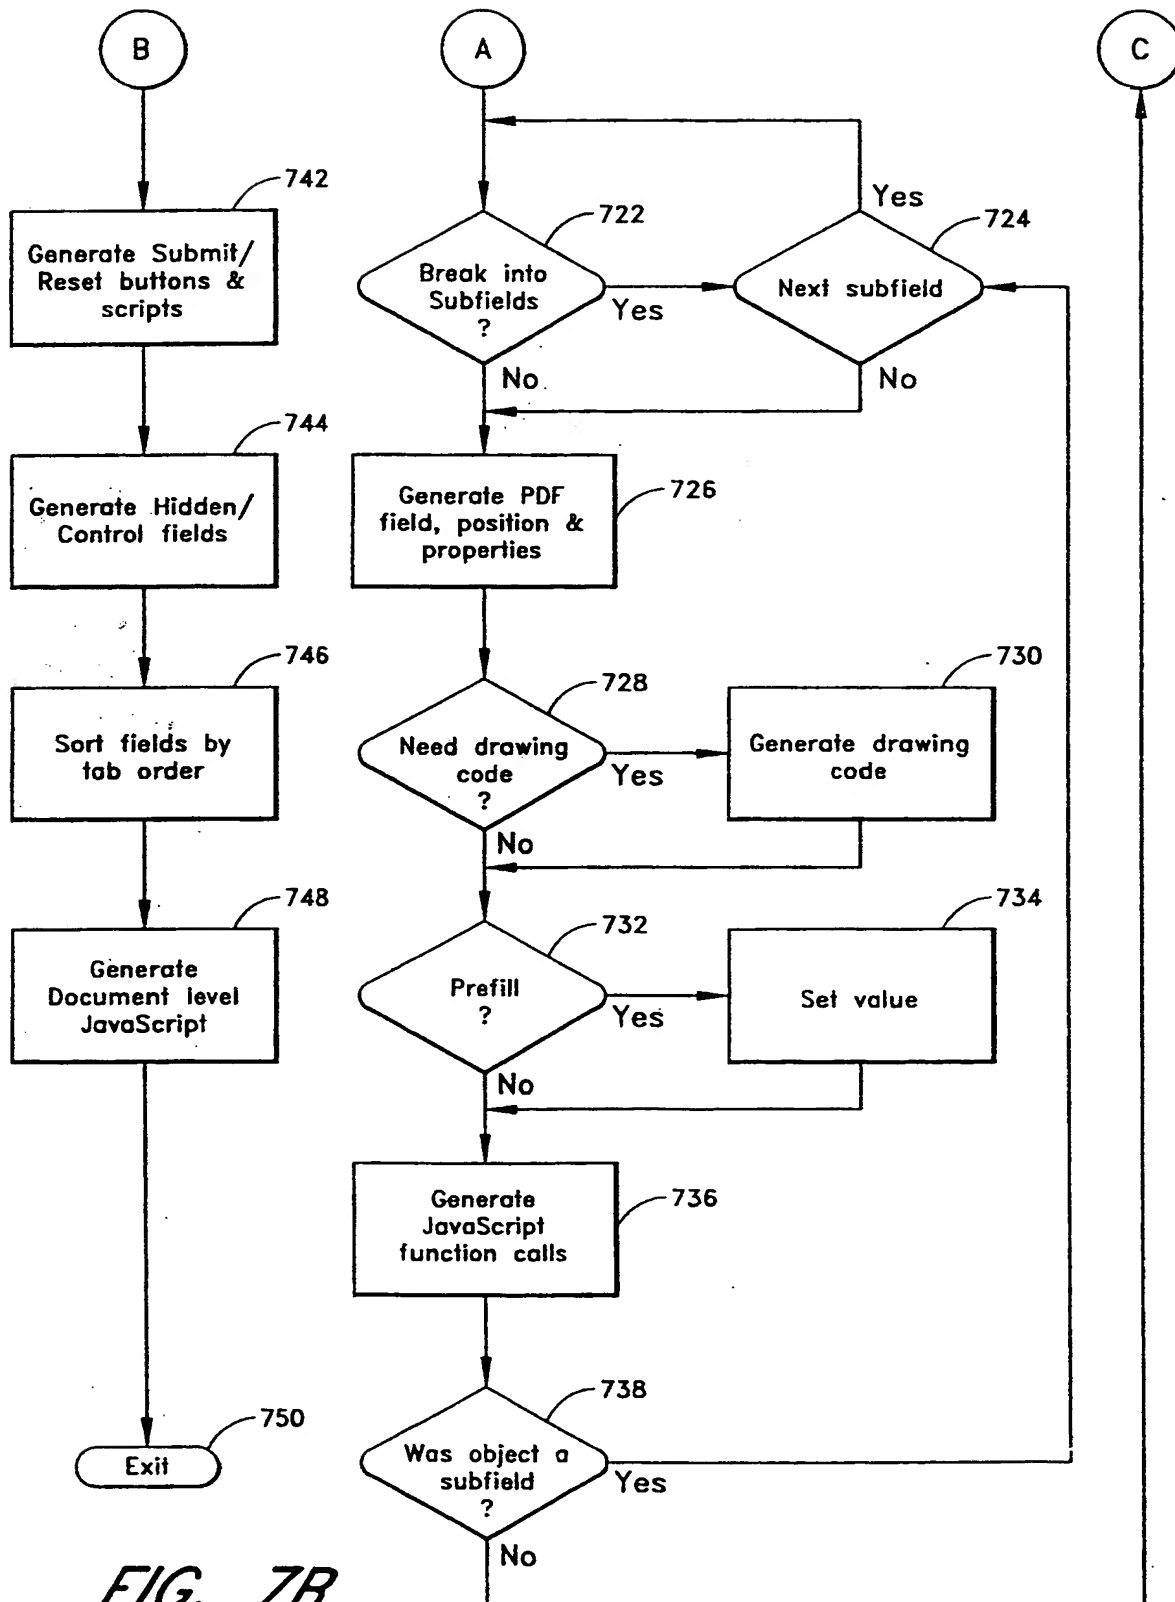 B
A
C
742
Generate Submit/
Reset buttons &
scripts
744
Generate Hidden/
Control fields
746
Sort fields by
tab order
748
Generate
Document level
JavaScript
750
Exit
722
Break into
Subfields
?
Yes
No
724
Next subfield
Yes
No
726
Generate PDF
field, position &
properties
728
Need drawing
code
?
Yes
No
730
Generate drawing
code
732
Prefill
?
Yes
No
734
Set value
736
Generate
JavaScript
function calls
738
Was object a
subfield
?
Yes
No
FIG. 7B